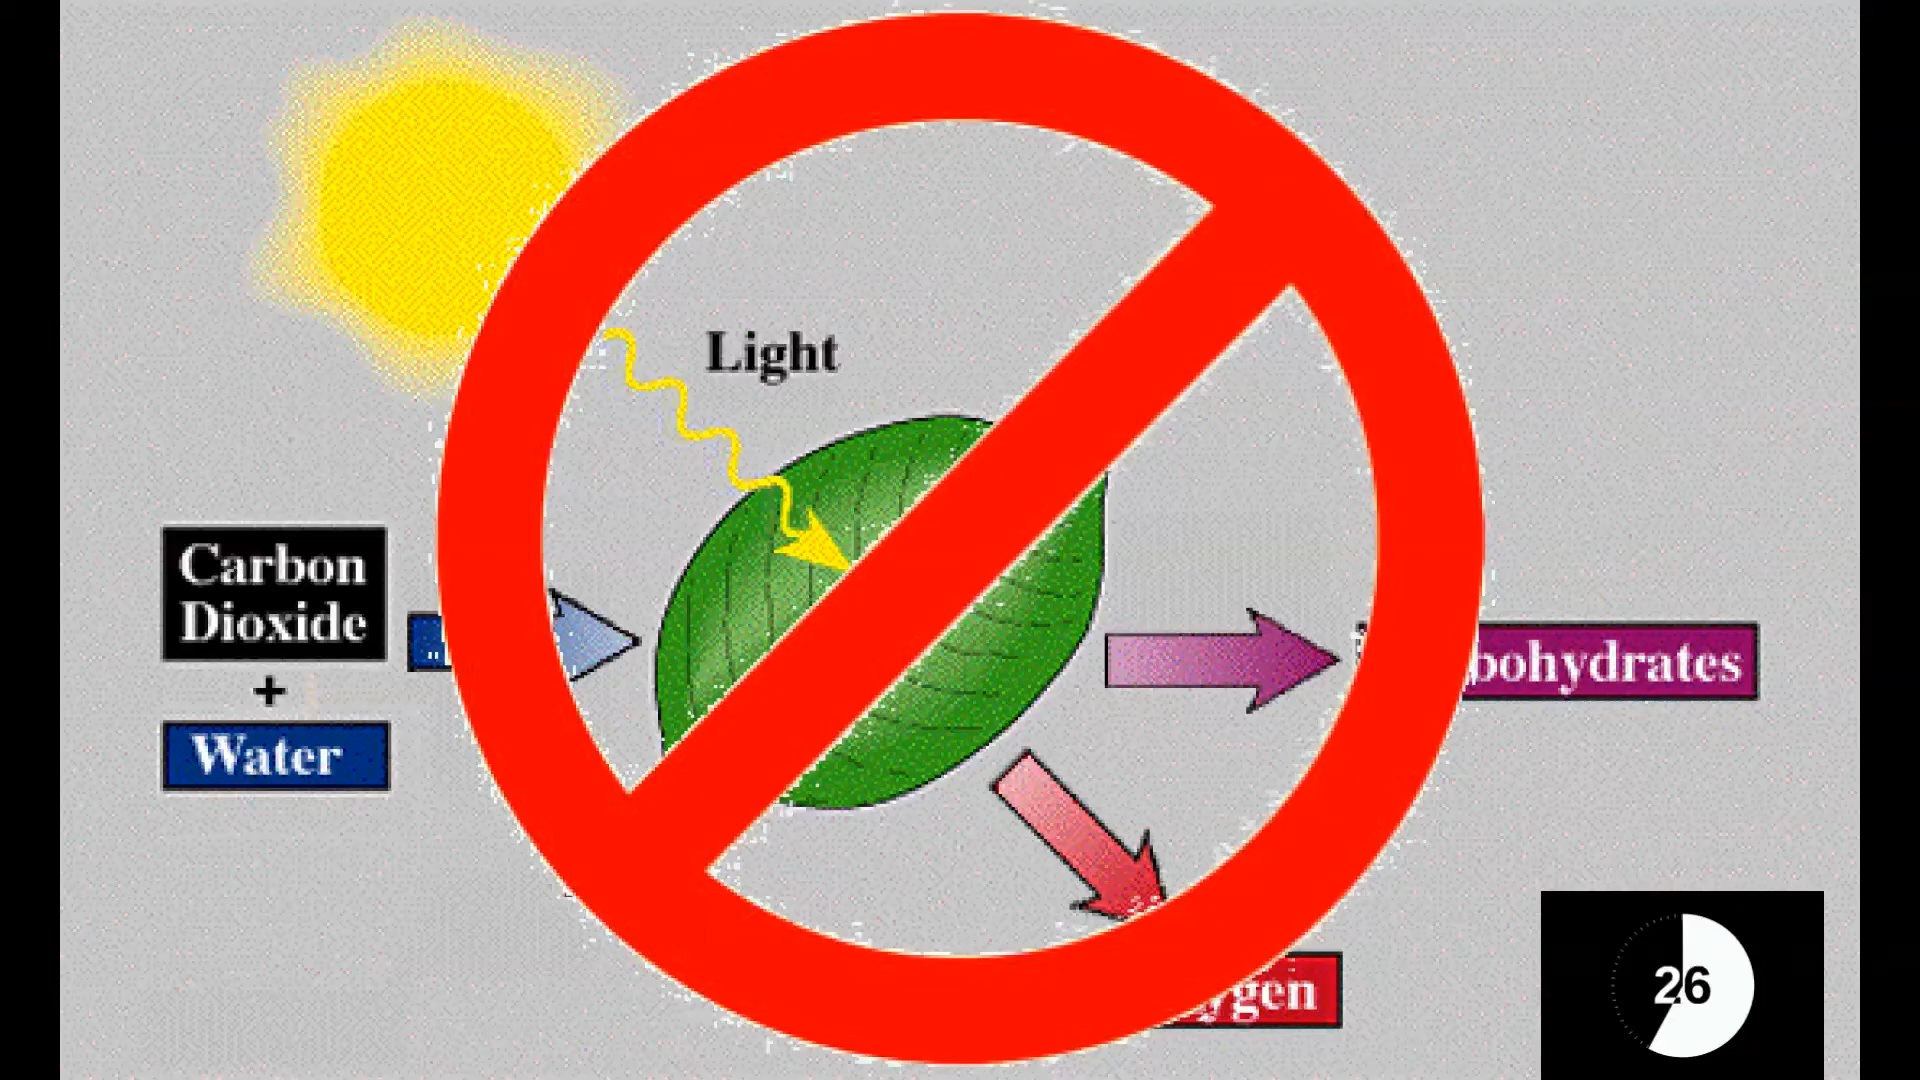 Light
Carbon
Dioxide
+
Water
bohydrates
ygen
26